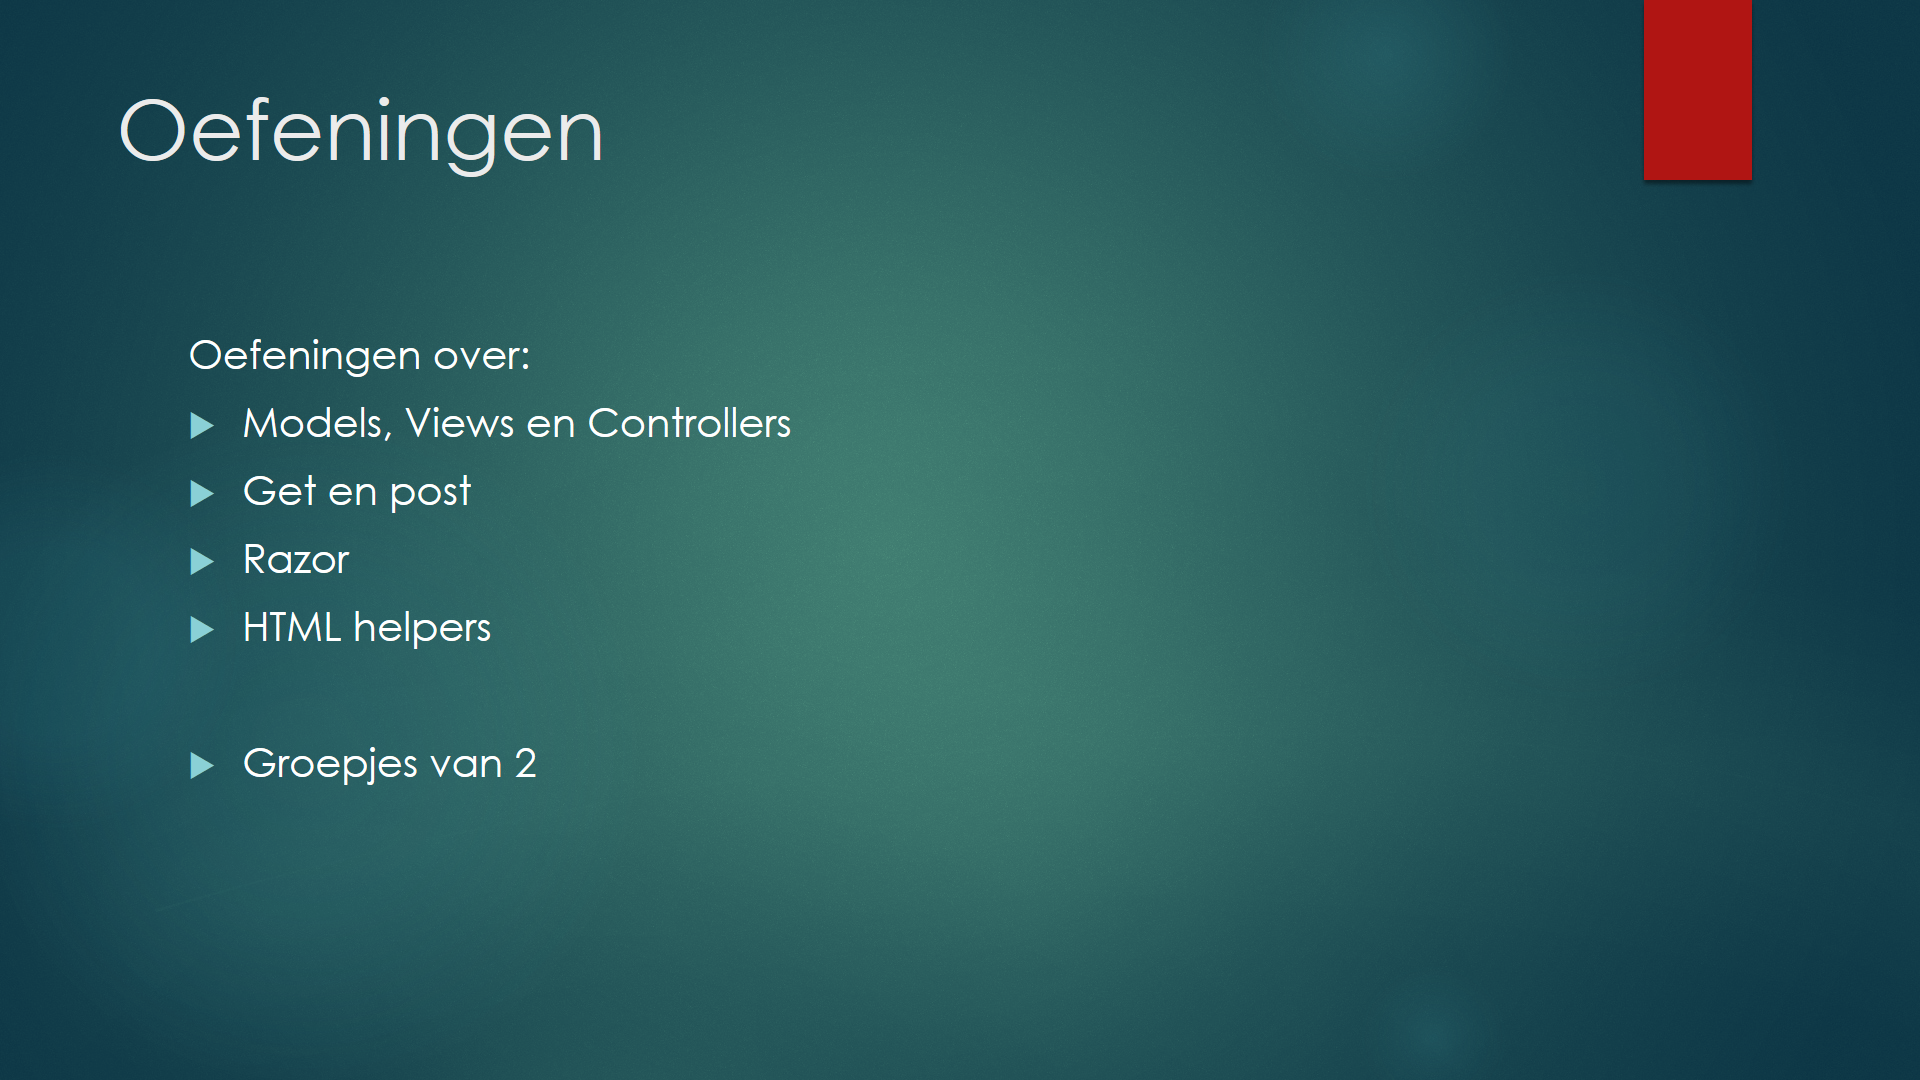 Oefeningen
Oefeningen over:
Models, Views en Controllers
Get en post
Razor
HTML helpers
Groepjes van 2